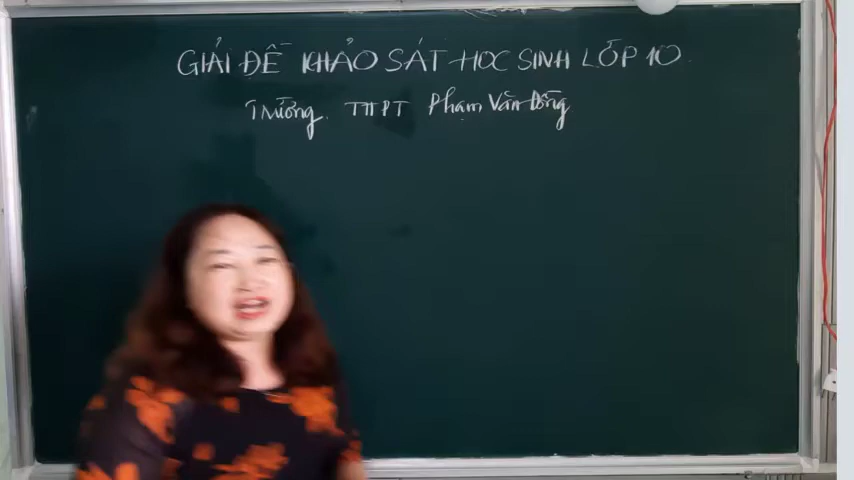 GIẢI ĐỀ KHẢO SÁT HỌC SINH LỚP 10
Trường THPT Phạm Văn Đồng